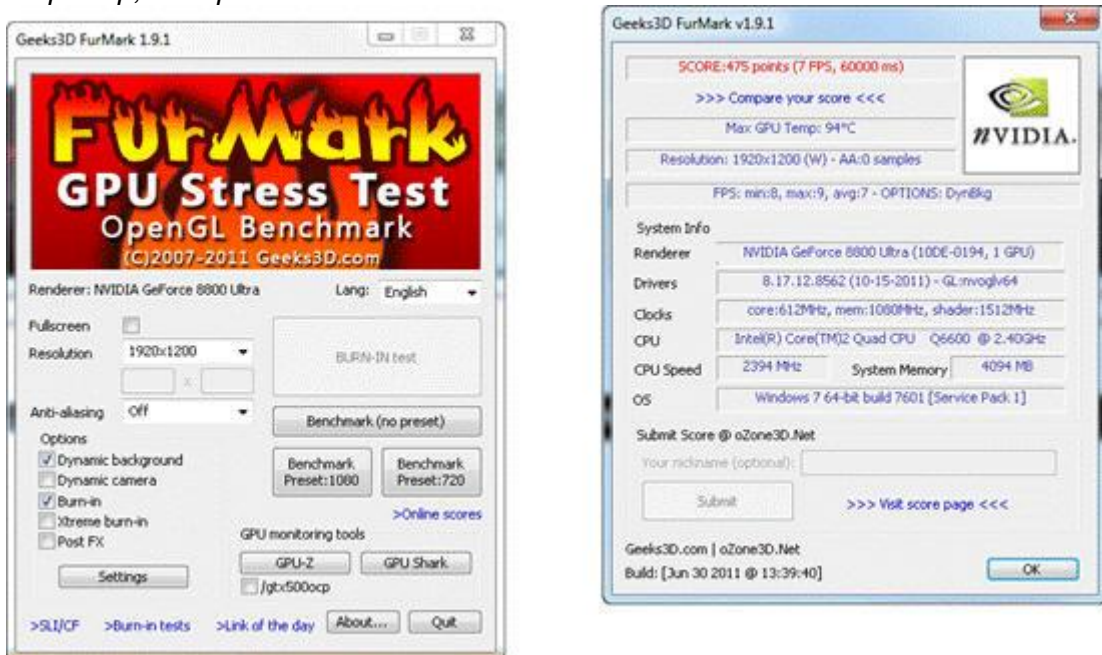 Geeks3D FurMark 1.9.1
FurMark
GPU Stress Test
OpenGL Benchmark
(C)2007-2011 Geeks3D.com
Renderer: NVIDIA GeForce 8800 Ultra
Lang: English
Fullscreen
Resolution 1920x1200
x
BURN-IN test
Anti-aliasing Off
Benchmark (no preset)
Options
Dynamic background
Dynamic camera
Burn-in
Xtreme burn-in
Post FX
Settings
Benchmark
Preset:1080
Benchmark
Preset:720
>Online scores
GPU monitoring tools
GPU-Z GPU Shark
/gtx500ocp
>SLI/CF >Burn-in tests >Link of the day About... Quit
Geeks3D FurMark v1.9.1
SCORE:475 points (7 FPS, 60000 ms)
>>> Compare your score <<<
Max GPU Temp: 94°C
Resolution: 1920x1200 (W) - AA:0 samples
FPS: min:8, max:9, avg:7 - OPTIONS: DynBkg
NVIDIA.
System Info
Renderer NVIDIA GeForce 8800 Ultra (10DE-0194, 1 GPU)
Drivers 8.17.12.8562 (10-15-2011) - GL:nvoglv64
Clocks core:612MHz, mem:1080MHz, shader:1512MHz
CPU Intel(R) Core(TM)2 Quad CPU Q6600 @ 2.40GHz
CPU Speed 2394 MHz System Memory 4094 MB
OS Windows 7 64-bit build 7601 [Service Pack 1]
Submit Score @ oZone3D.Net
Your nickname (optional):
Submit >>> Visit score page <<<
Geeks3D.com | oZone3D.Net
Build: [Jun 30 2011 @ 13:39:40]
OK